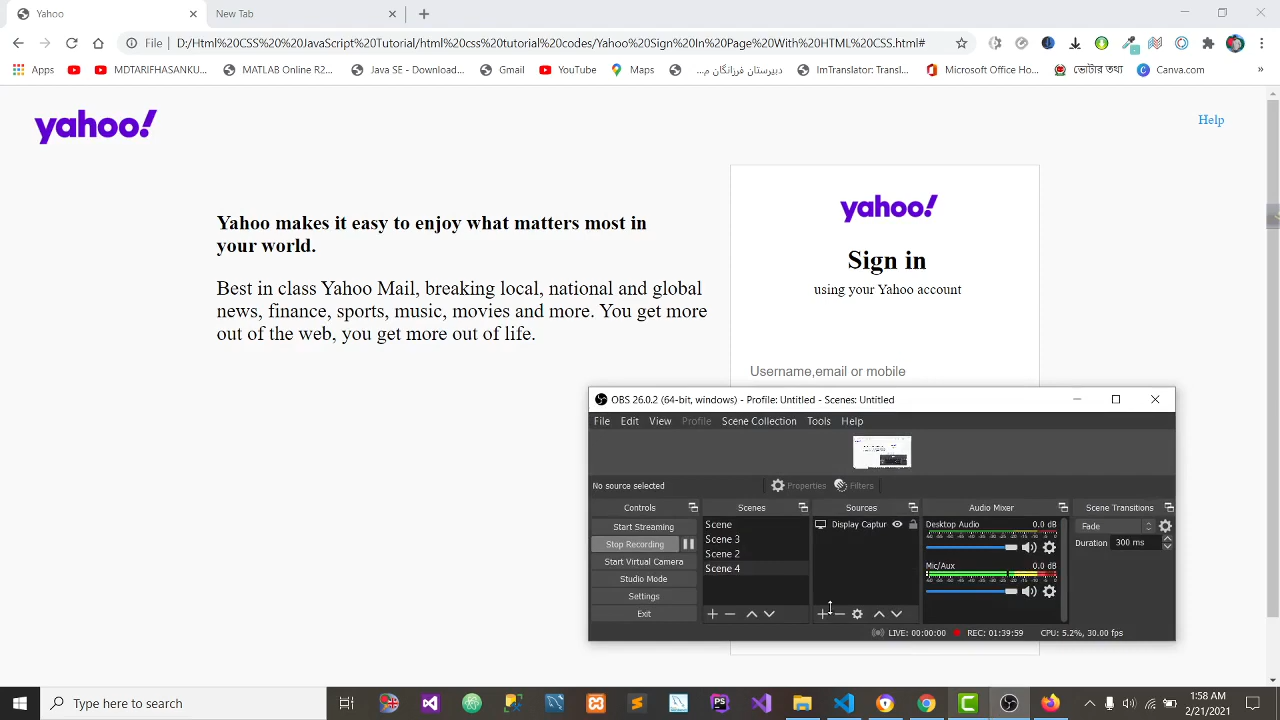 Yahoo
New Tab
File | D:/Html%20CSS%20%20JavaScript%20Tutorial/html%20css%20tutorial%20codes/Yahoo%20Sign%20In%20Page%20With%20HTML%20CSS.html#
Apps
MDTARIFHASANKU...
MATLAB Online R2...
Java SE - Download...
Gmail
YouTube
Maps
دبیرستان فرزانگان م...
ImTranslator: Transl...
Microsoft Office Ho...
ভোটার তথ্য
Canva.com
»
yahoo!
Help
Yahoo makes it easy to enjoy what matters most in
your world.
Best in class Yahoo Mail, breaking local, national and global
news, finance, sports, music, movies and more. You get more
out of the web, you get more out of life.
yahoo!
Sign in
using your Yahoo account
Username,email or mobile
OBS 26.0.2 (64-bit, windows) - Profile: Untitled - Scenes: Untitled
File Edit View Profile Scene Collection Tools Help
No source selected
Properties
Filters
Controls
Start Streaming
Stop Recording
Start Virtual Camera
Studio Mode
Settings
Exit
Scenes
Scene
Scene 3
Scene 2
Scene 4
Sources
Display Captur
Audio Mixer
Desktop Audio 0.0 dB
Mic/Aux 0.0 dB
Scene Transitions
Fade
Duration 300 ms
LIVE: 00:00:00
REC: 01:39:59
CPU: 5.2%, 30.00 fps
Type here to search
1:58 AM
2/21/2021